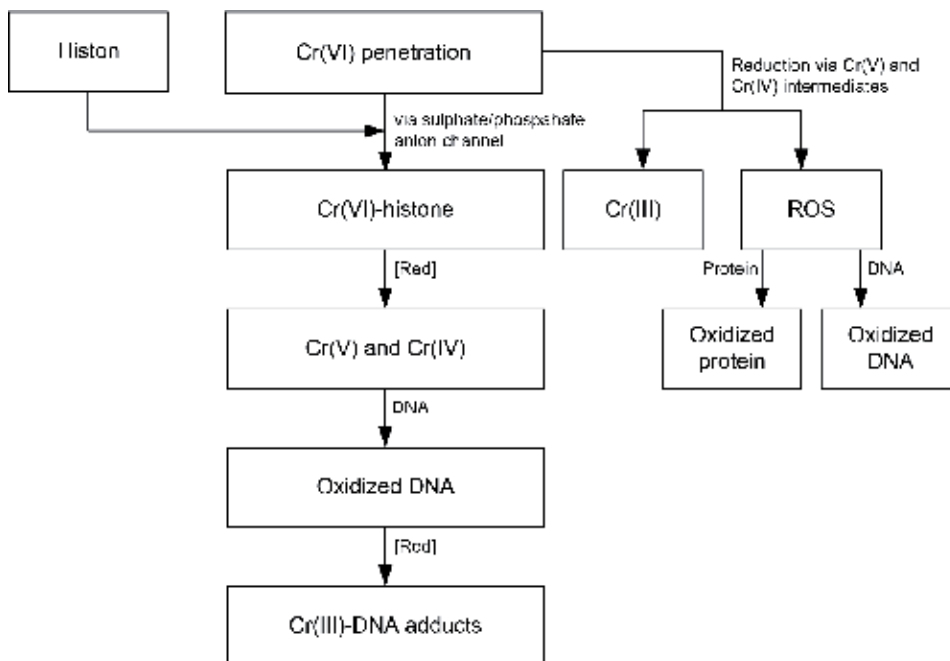 Histon
Cr(VI) penetration
Reduction via Cr(V) and
Cr(IV) intermediates
via sulphate/phospahate
anion channel
Cr(VI)-histone
Cr(III)
ROS
[Red]
Protein
DNA
Cr(V) and Cr(IV)
Oxidized
protein
Oxidized
DNA
DNA
Oxidized DNA
[Red]
Cr(III)-DNA adducts